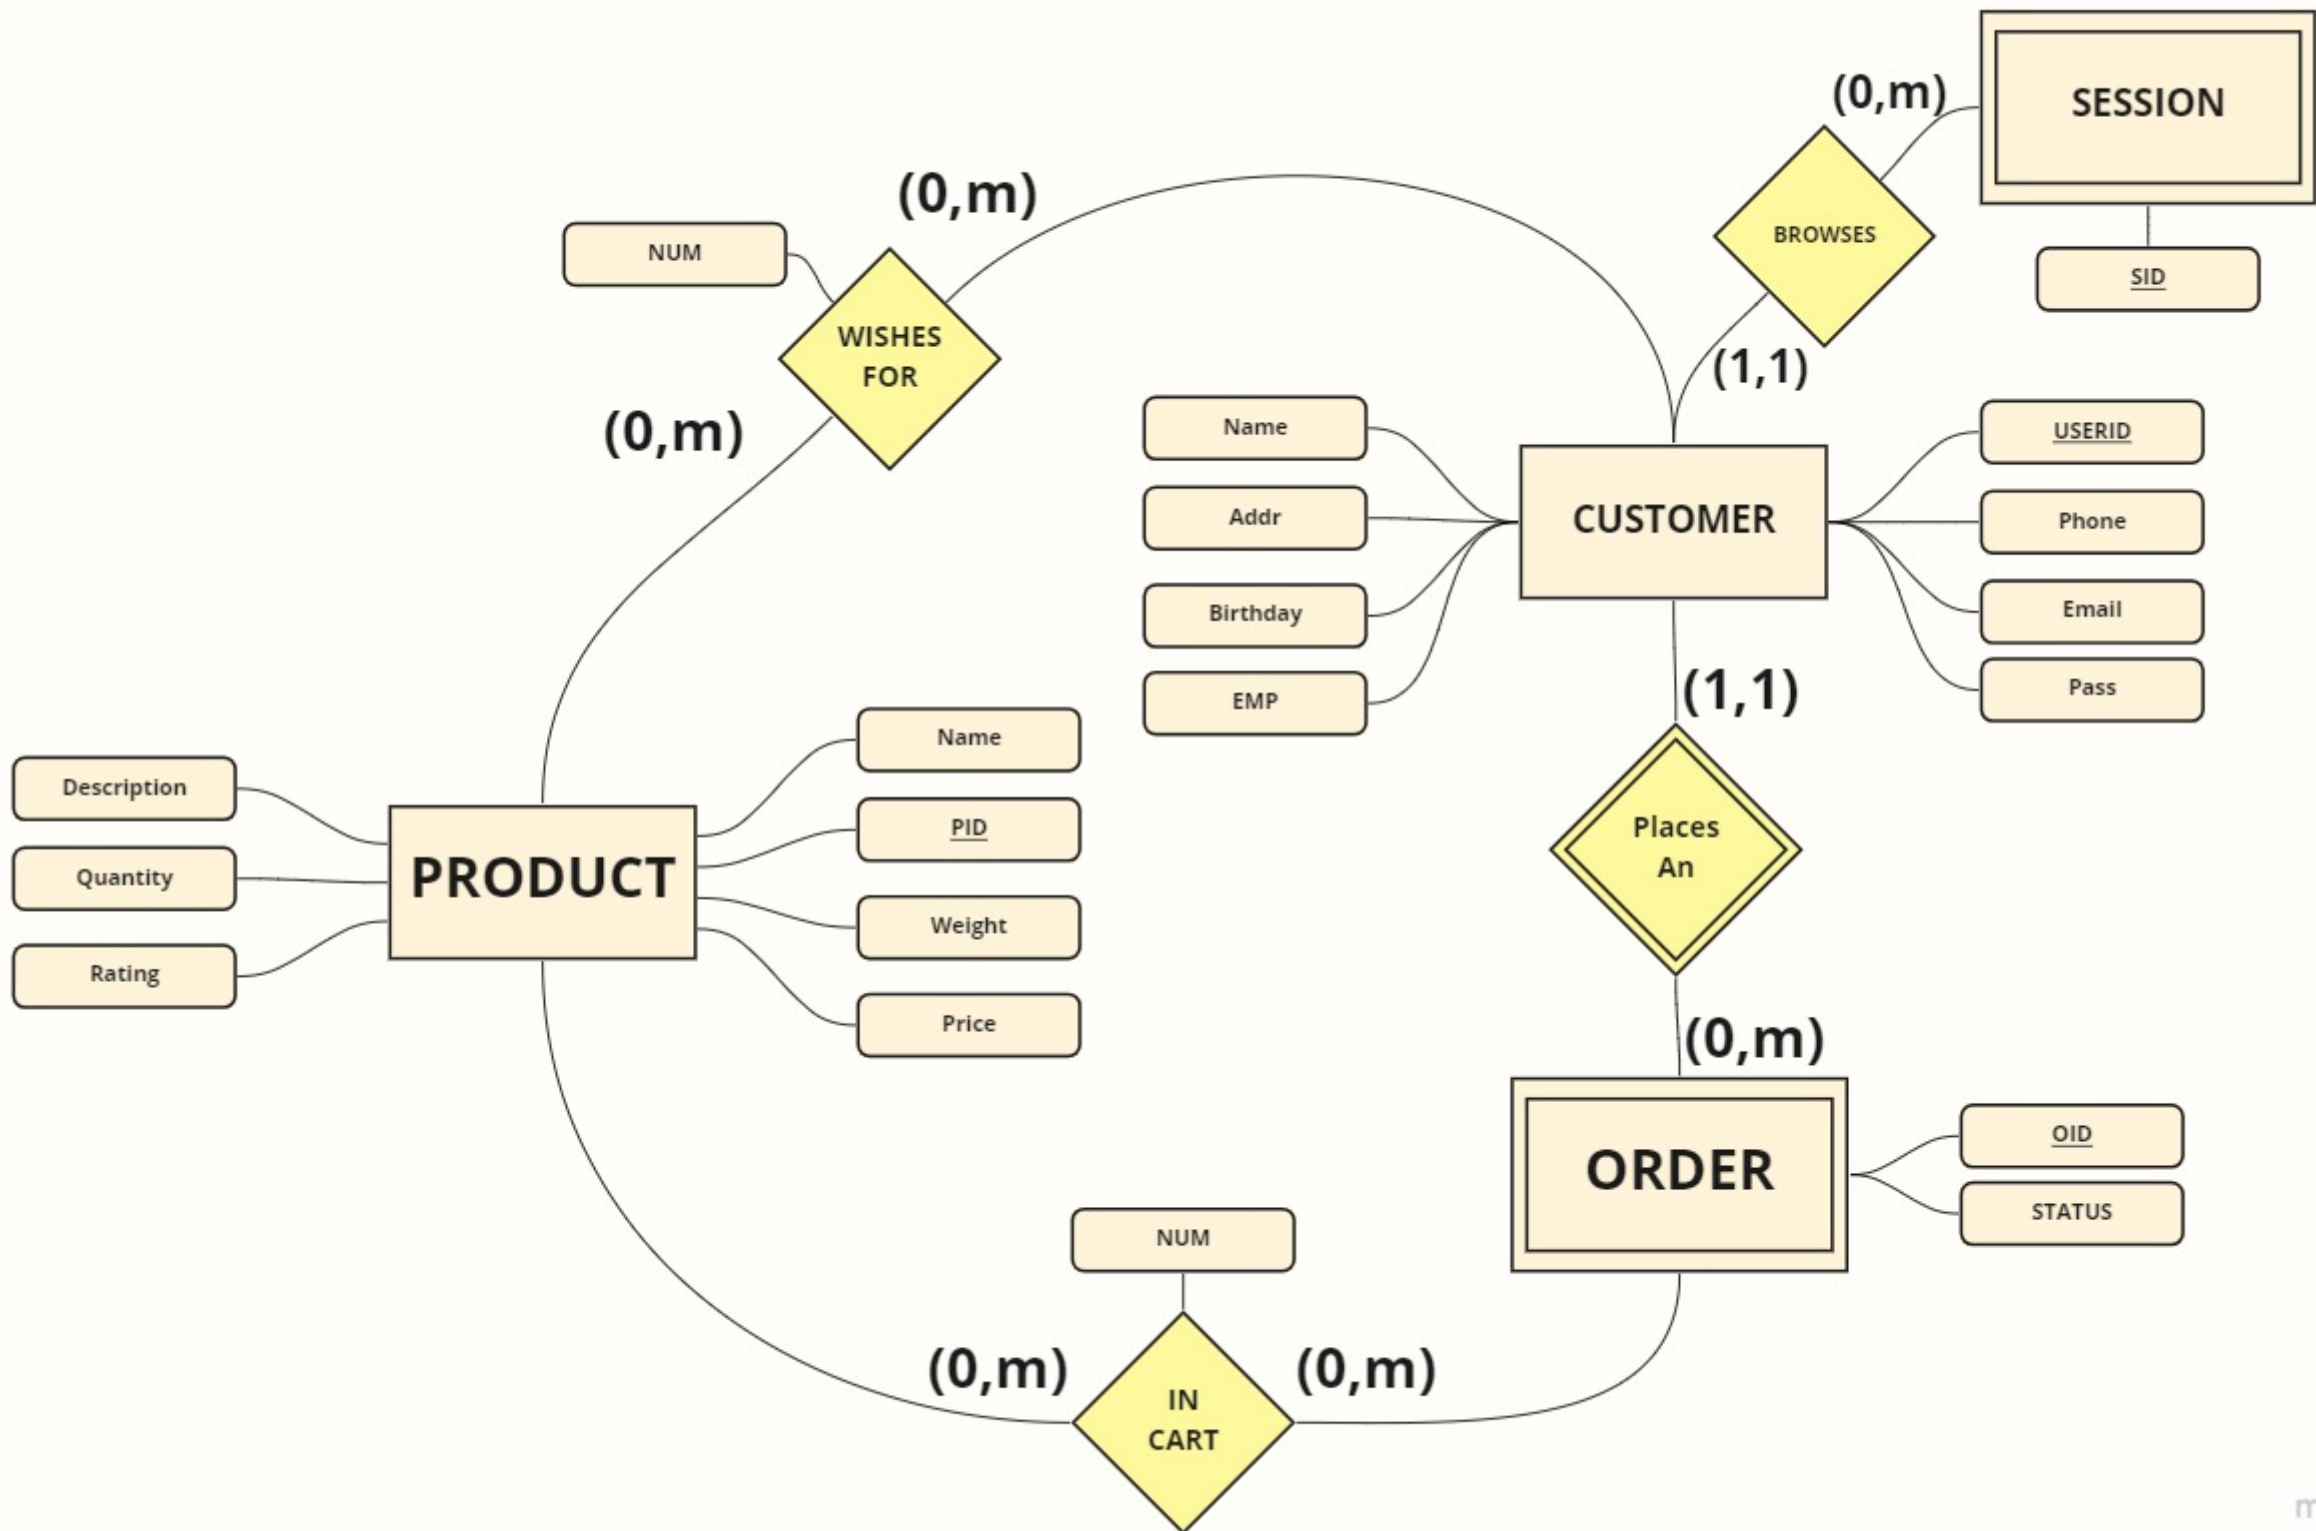 SESSION
(0,m)
BROWSES
SID
(1,1)
(0,m)
NUM
WISHES
FOR
(0,m)
Name
Addr
Birthday
EMP
CUSTOMER
USERID
Phone
Email
Pass
(1,1)
Places
An
(0,m)
Description
Quantity
Rating
PRODUCT
Name
PID
Weight
Price
ORDER
OID
STATUS
NUM
(0,m)
IN
CART
(0,m)